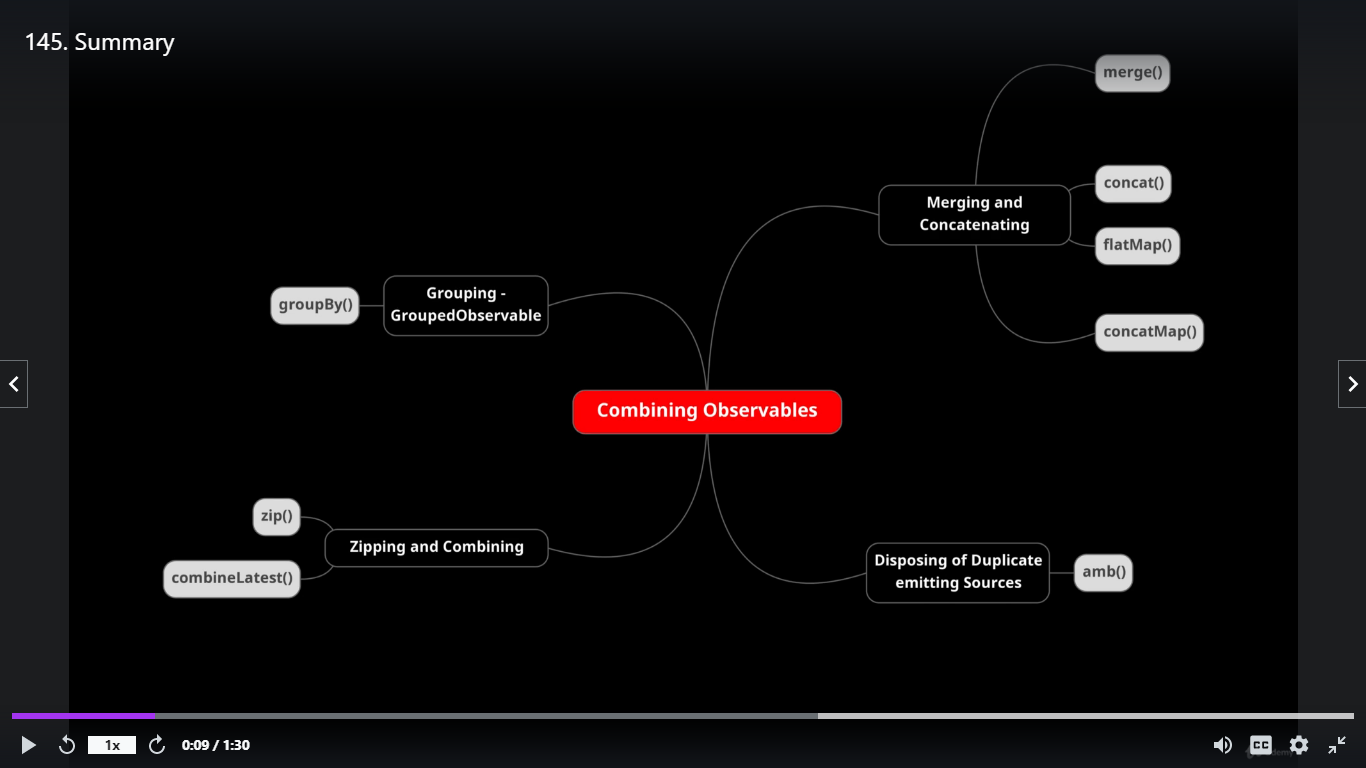 145. Summary
merge()
concat()
Merging and
Concatenating
flatMap()
concatMap()
Grouping -
GroupedObservable
groupBy()
Combining Observables
zip()
Zipping and Combining
combineLatest()
Disposing of Duplicate
emitting Sources
amb()
1x
0:09 / 1:30
CC